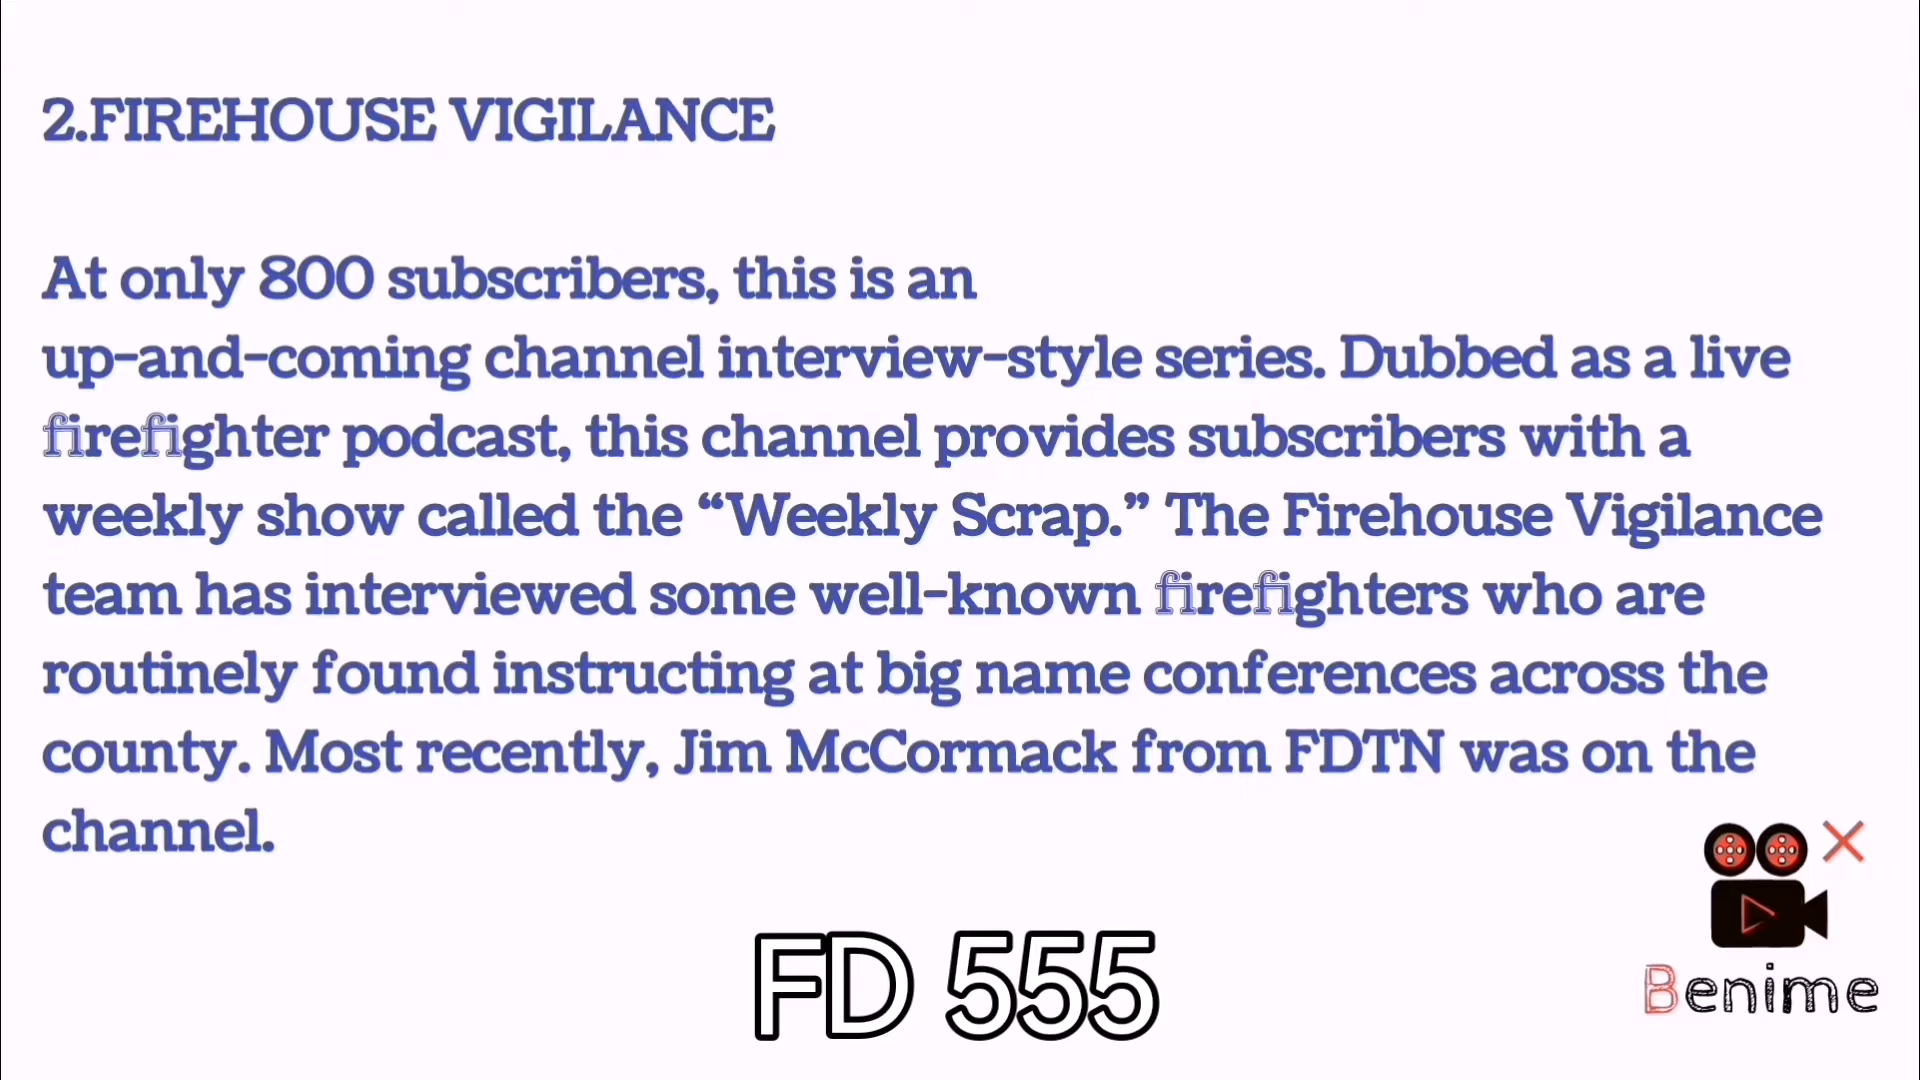 2.FIREHOUSE VIGILANCE
At only 800 subscribers, this is an
up-and-coming channel interview-style series. Dubbed as a live
firefighter podcast, this channel provides subscribers with a
weekly show called the “Weekly Scrap.” The Firehouse Vigilance
team has interviewed some well-known firefighters who are
routinely found instructing at big name conferences across the
county. Most recently, Jim McCormack from FDTN was on the
channel.
FD 555
Benime